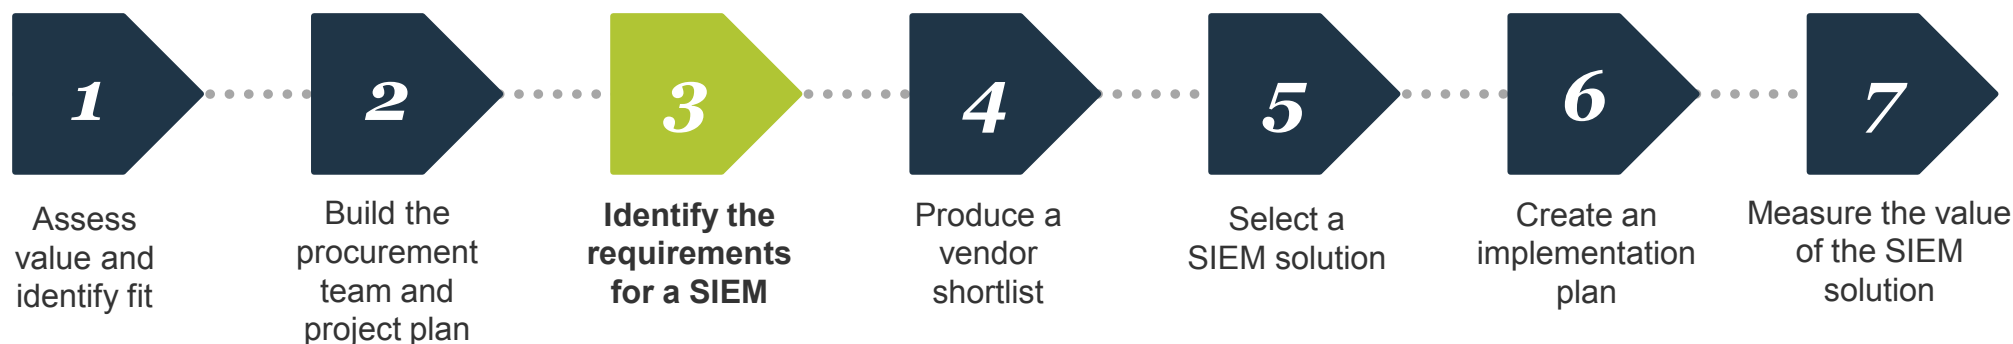 1
Assess
value and
identify fit
2
Build the
procurement
team and
project plan
3
Identify the
requirements
for a SIEM
4
Produce a
vendor
shortlist
5
Select a
SIEM solution
6
Create an
implementation
plan
7
Measure the value
of the SIEM
solution